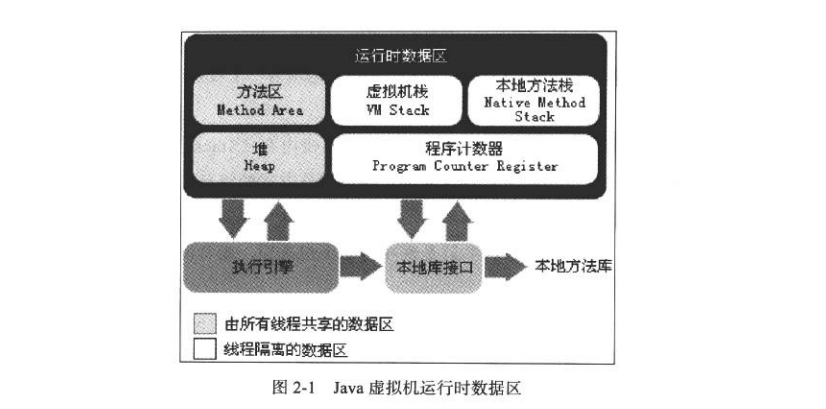 运行时数据区
方法区
Method Area
虚拟机栈
VM Stack
本地方法栈
Native Method
Stack
堆
Heap
程序计数器
Program Counter Register
执行引擎
本地库接口
本地方法库
由所有线程共享的数据区
线程隔离的数据区
图 2-1 Java 虚拟机运行时数据区